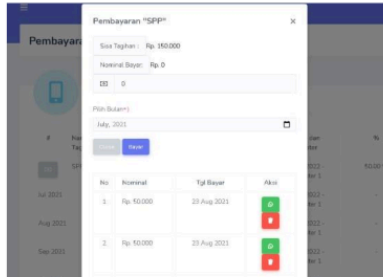 Pembayaran "SPP"
×
Pembayara
Sisa Tagihan : Rp. 150.000
Nominal Bayar: Rp. 0
0
Pilih Bulan
July, 2021
Bayar
#
%
SPP
50.00
No Nominal Tgl Bayar Aksi
1. Rp. 50.000 23 Aug 2021
2. Rp. 50.000 23 Aug 2021
Jul 2021
Aug 2021
Sep 2021